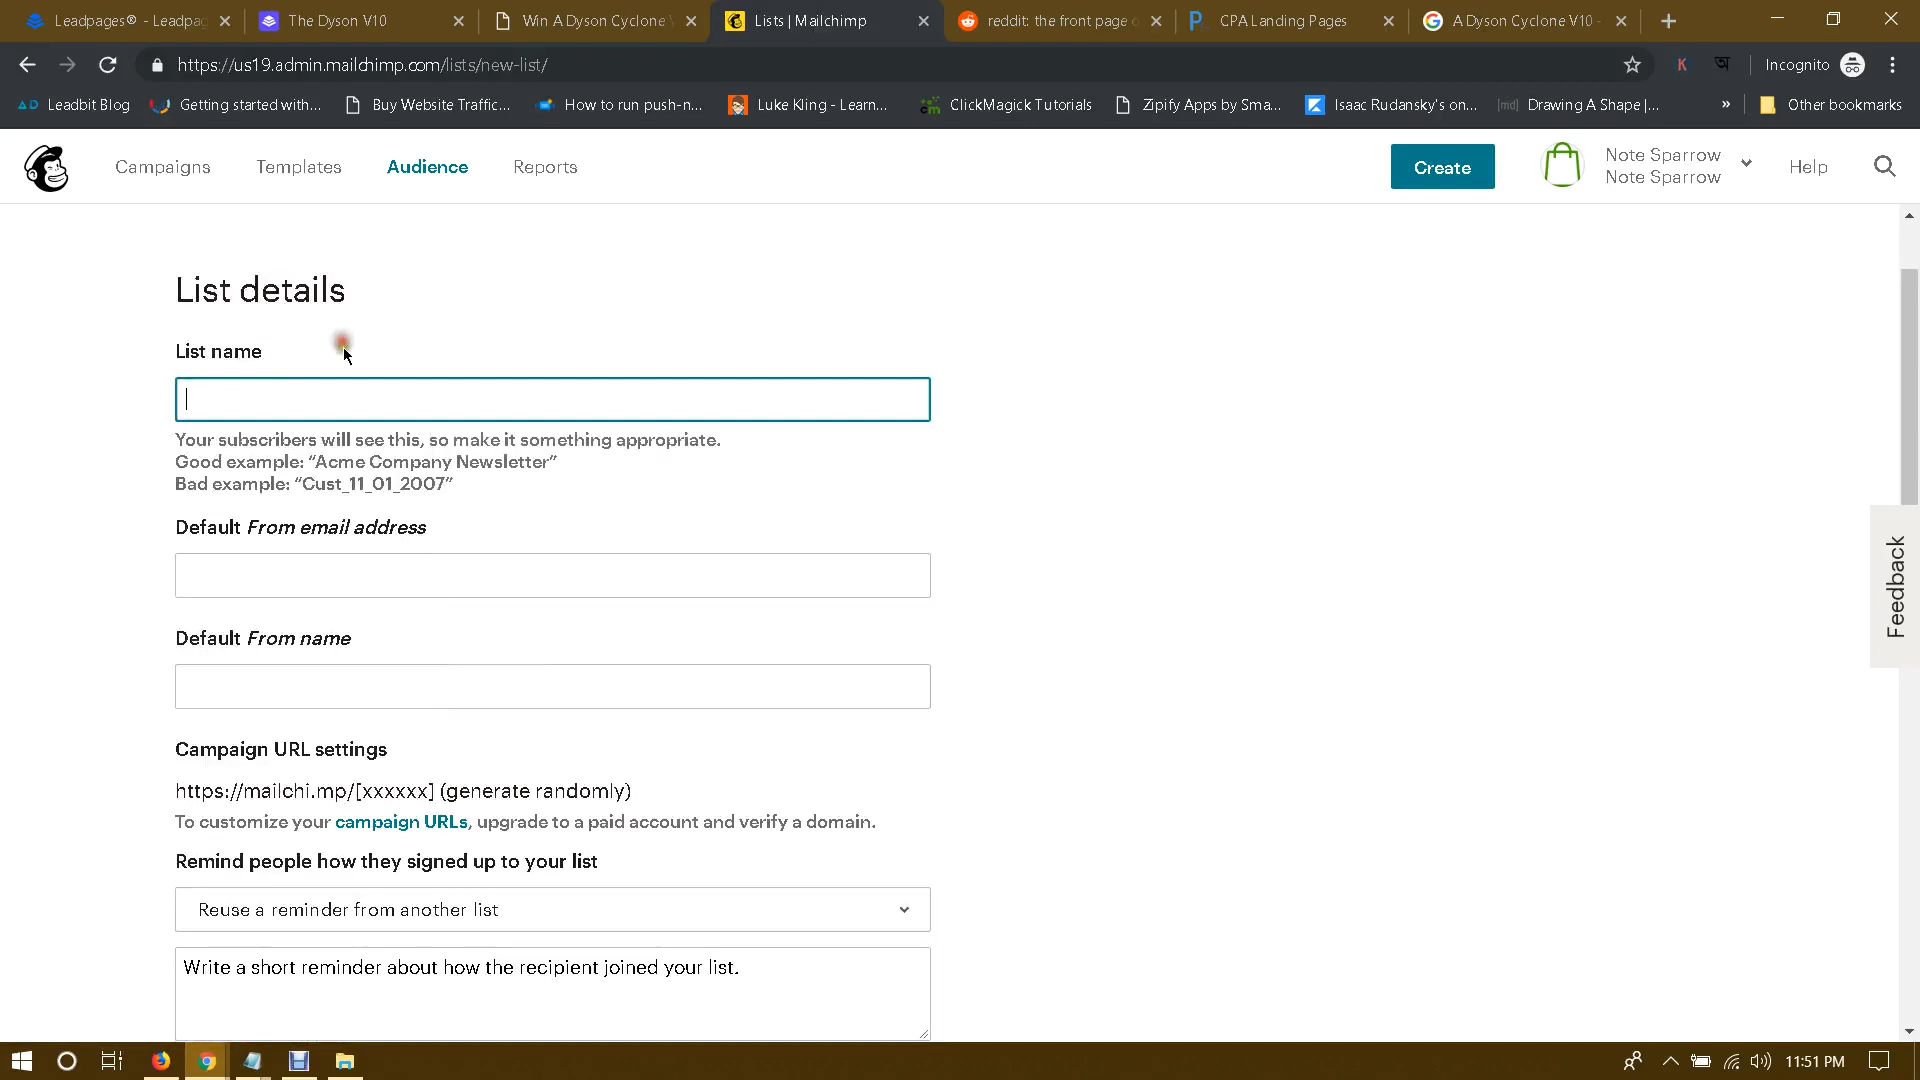 Leadpages® - Leadpag
The Dyson V10
Win A Dyson Cyclone V
Lists | Mailchimp
reddit: the front page o
CPA Landing Pages
A Dyson Cyclone V10 -
https://us19.admin.mailchimp.com/lists/new-list/
Incognito
Leadbit Blog
Getting started with...
Buy Website Traffic...
How to run push-n...
Luke Kling - Learn...
ClickMagick Tutorials
Zipify Apps by Sma...
Isaac Rudansky's on...
[md] Drawing A Shape |...
»
Other bookmarks
Campaigns
Templates
Audience
Reports
Create
Note Sparrow
Note Sparrow
Help
List details
List name
Your subscribers will see this, so make it something appropriate.
Good example: “Acme Company Newsletter”
Bad example: “Cust_11_01_2007”
Default From email address
Default From name
Campaign URL settings
https://mailchi.mp/[xxxxxx] (generate randomly)
To customize your campaign URLs, upgrade to a paid account and verify a domain.
Remind people how they signed up to your list
Reuse a reminder from another list
Write a short reminder about how the recipient joined your list.
Feedback
11:51 PM